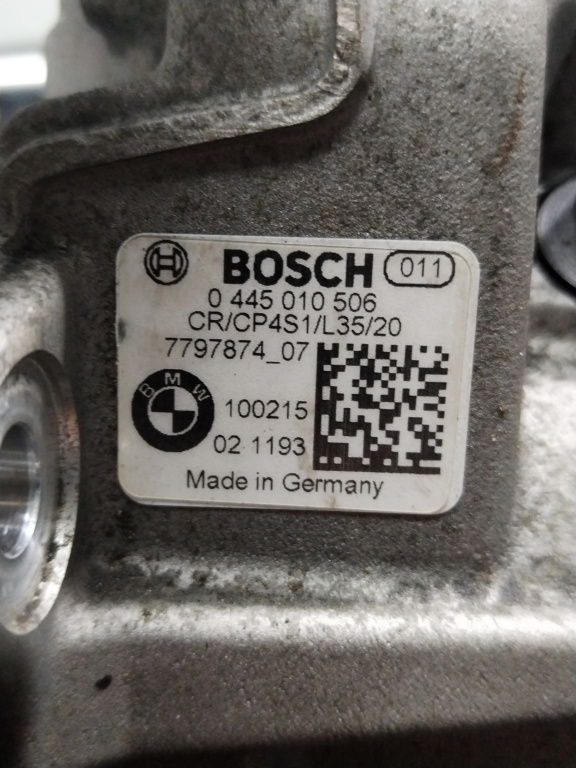 BOSCH 011
0 445 010 506
CR/CP4S1/L35/20
7797874_07
BMW
100215
02 1193
Made in Germany